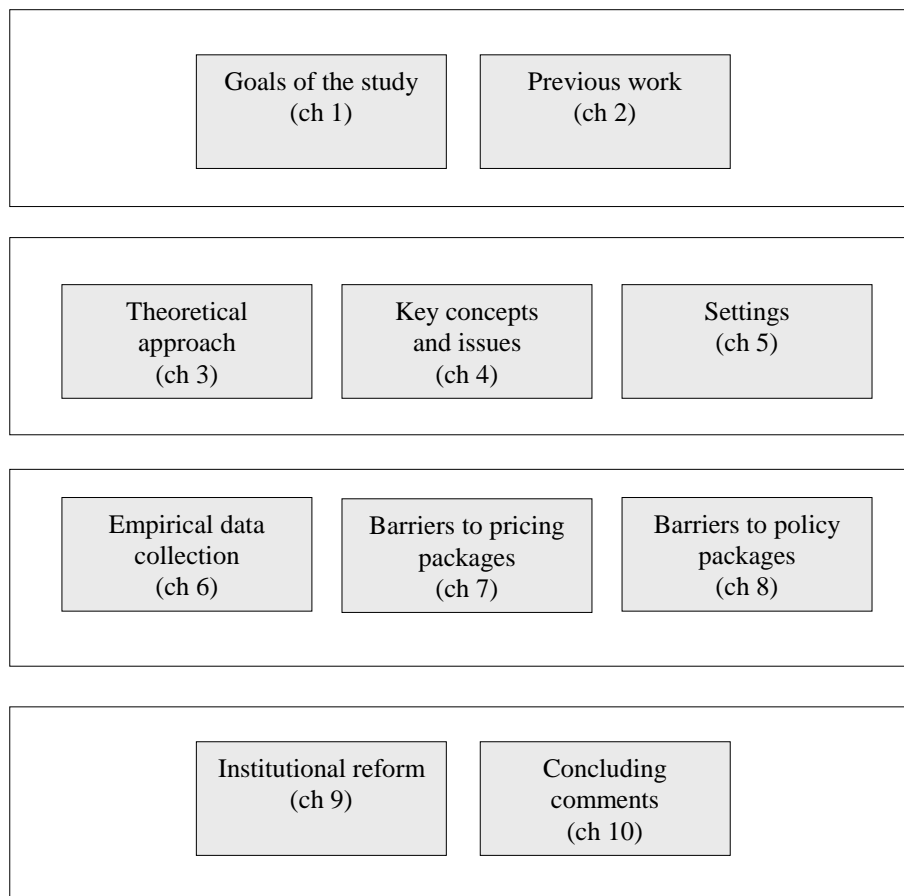 Goals of the study
(ch 1)
Previous work
(ch 2)
Theoretical
approach
(ch 3)
Key concepts
and issues
(ch 4)
Settings
(ch 5)
Empirical data
collection
(ch 6)
Barriers to pricing
packages
(ch 7)
Barriers to policy
packages
(ch 8)
Institutional reform
(ch 9)
Concluding
comments
(ch 10)